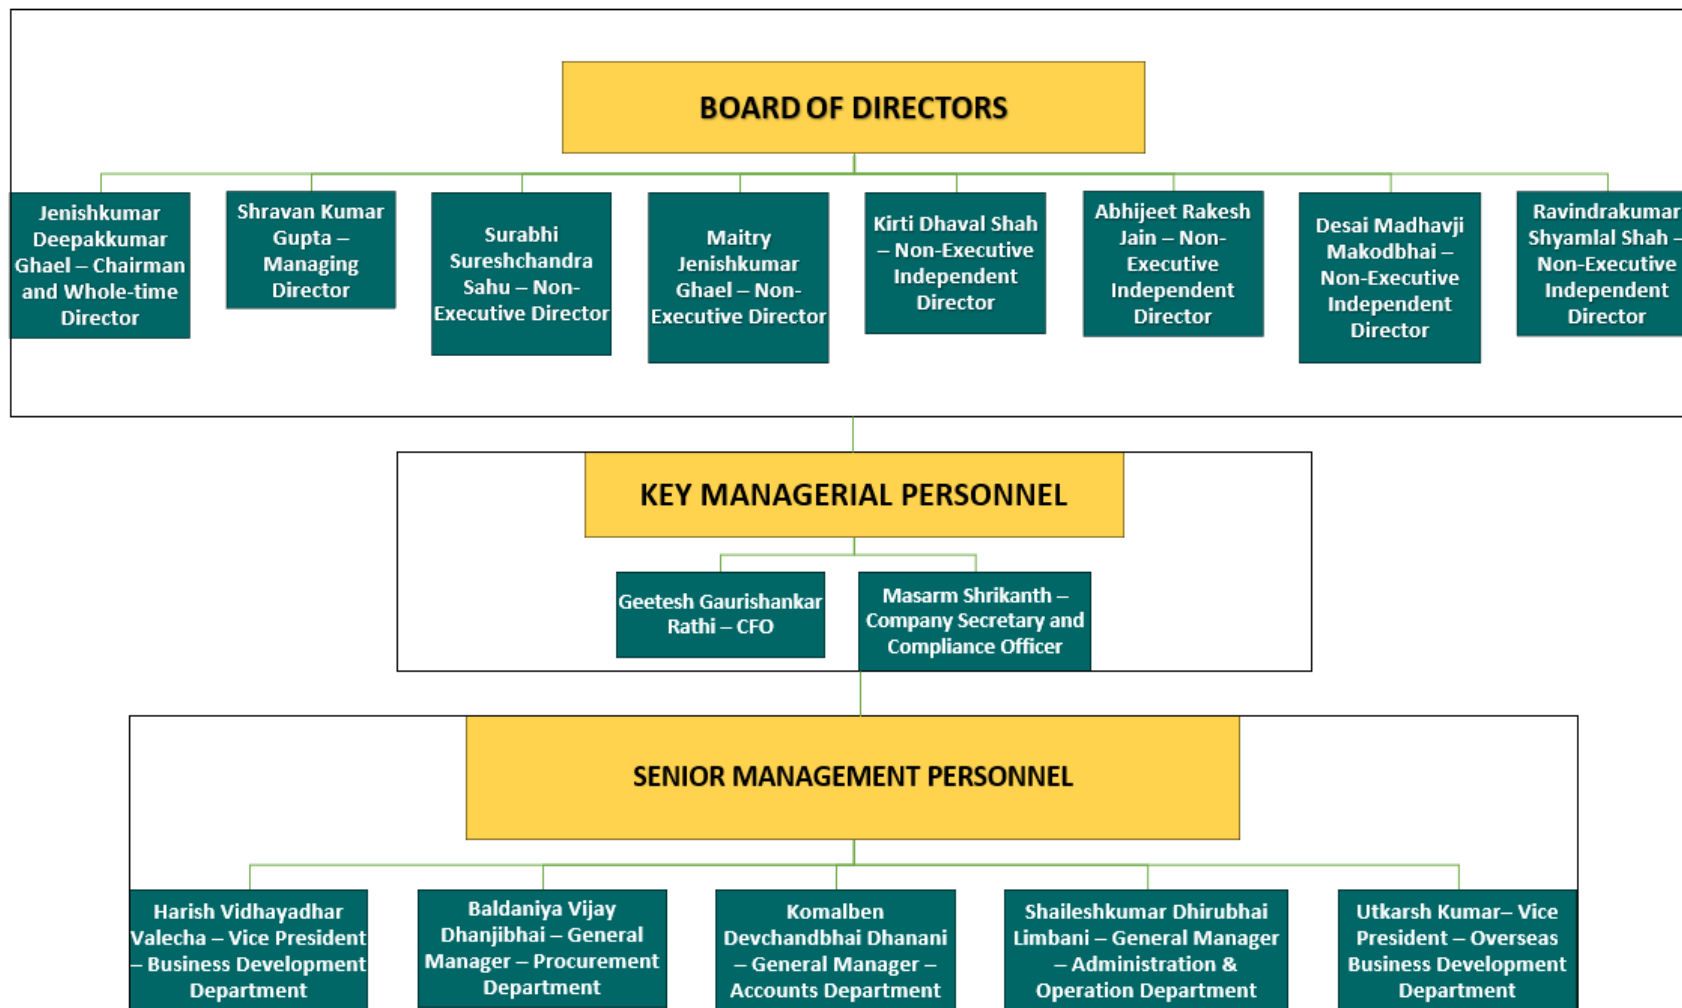 BOARD OF DIRECTORS
Jenishkumar
Deepakkumar
Ghael – Chairman
and Whole-time
Director
Shravan Kumar
Gupta –
Managing
Director
Surabhi
Sureshchandra
Sahu – Non-
Executive Director
Maitry
Jenishkumar
Ghael – Non-
Executive Director
Kirti Dhaval Shah
– Non-Executive
Independent
Director
Abhijeet Rakesh
Jain – Non-
Executive
Independent
Director
Desai Madhavji
Makodbhai –
Non-Executive
Independent
Director
Ravindrakumar
Shyamlal Shah –
Non-Executive
Independent
Director
KEY MANAGERIAL PERSONNEL
Geetesh Gaurishankar
Rathi – CFO
Masarm Shrikanth –
Company Secretary and
Compliance Officer
SENIOR MANAGEMENT PERSONNEL
Harish Vidhayadhar
Valecha – Vice President
– Business Development
Department
Baldaniya Vijay
Dhanjibhai – General
Manager – Procurement
Department
Komalben
Devchandbhai Dhanani
– General Manager –
Accounts Department
Shaileshkumar Dhirubhai
Limbani – General Manager
– Administration &
Operation Department
Utkarsh Kumar– Vice
President – Overseas
Business Development
Department